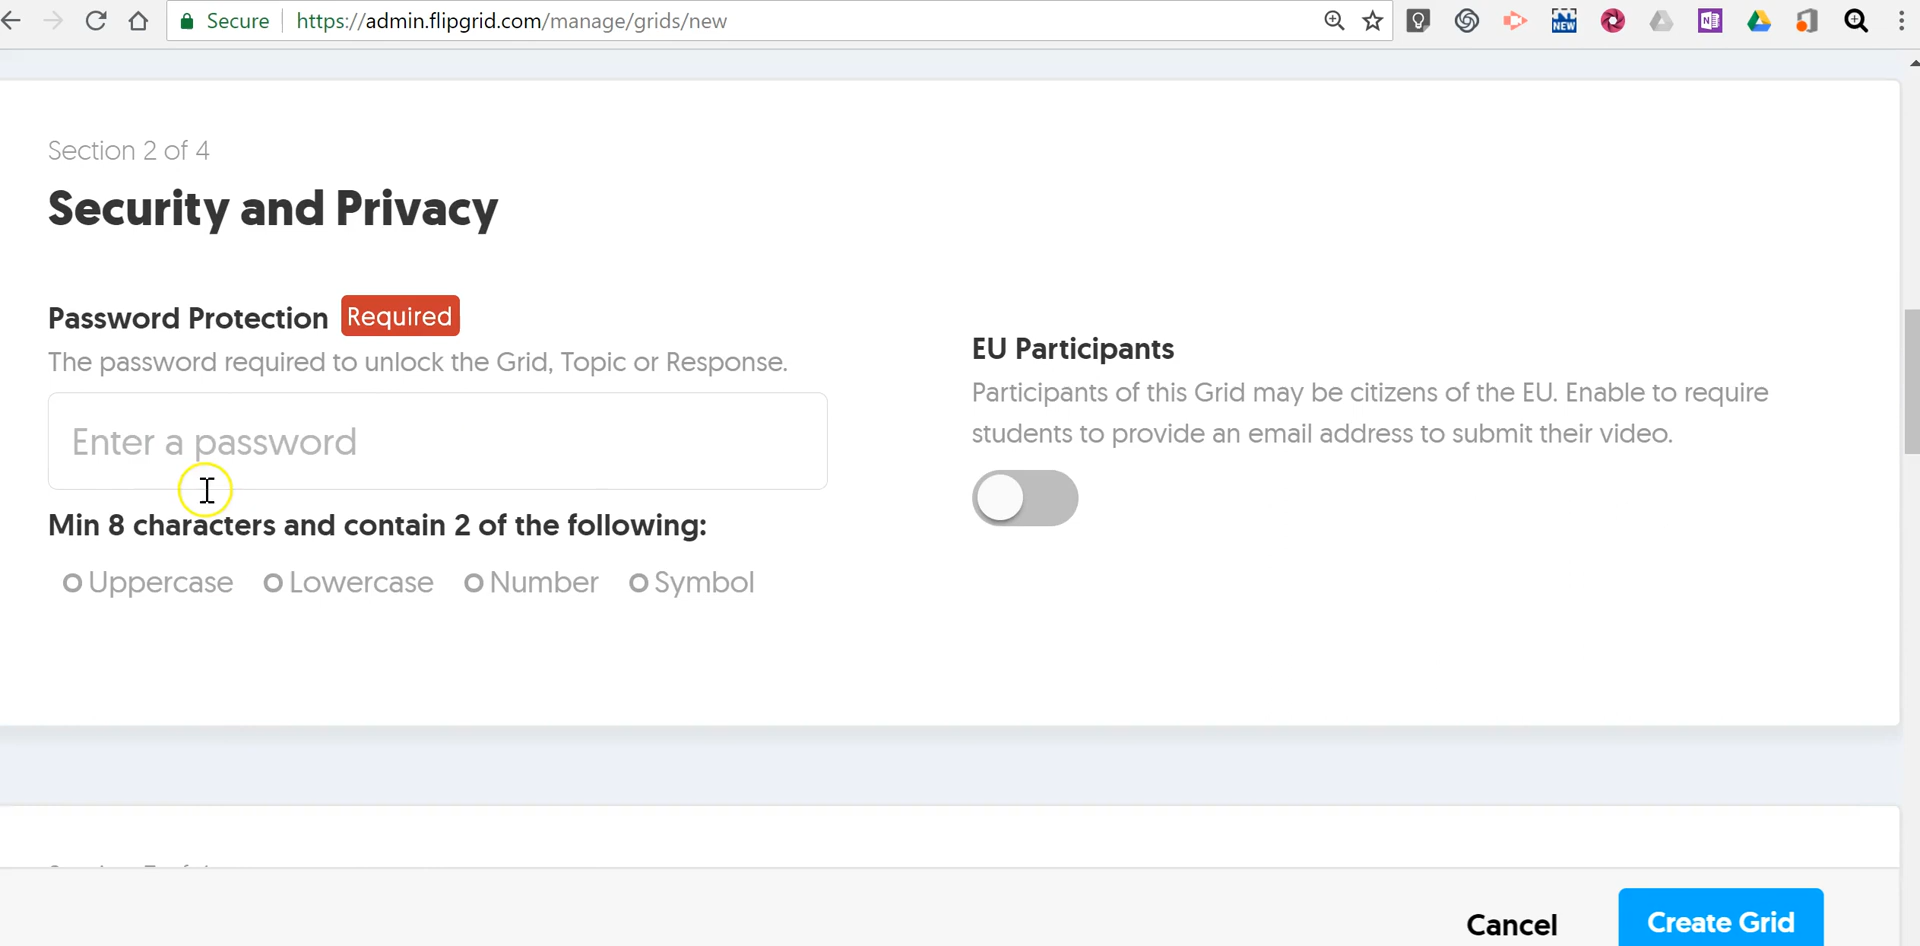 Secure https://admin.flipgrid.com/manage/grids/new
NEW
N
Section 2 of 4
Security and Privacy
Password Protection Required
The password required to unlock the Grid, Topic or Response.
Enter a password
Min 8 characters and contain 2 of the following:
Uppercase Lowercase Number Symbol
EU Participants
Participants of this Grid may be citizens of the EU. Enable to require
students to provide an email address to submit their video.
Cancel Create Grid